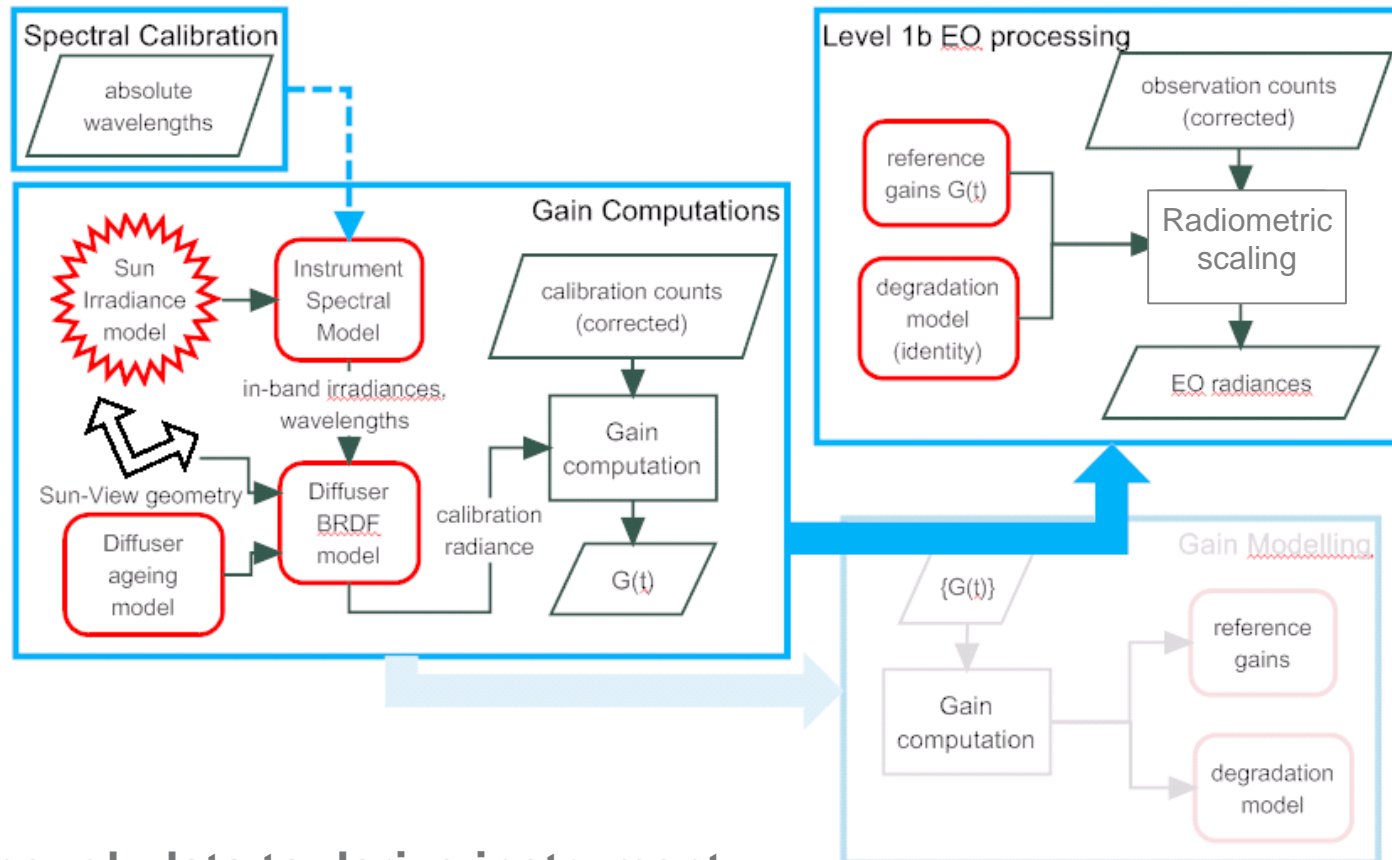 Spectral Calibration
absolute
wavelengths
Gain Computations
Sun
Irradiance
model
Instrument
Spectral
Model
in-band irradiances,
wavelengths
Sun-View geometry
Diffuser
ageing
model
Diffuser
BRDF
model
calibration
radiance
calibration counts
(corrected)
Gain
computation
G(t)
Level 1b EO processing
observation counts
(corrected)
reference
gains G(t)
degradation
model
(identity)
Radiometric
scaling
EO radiances
Gain Modelling
{G(t)}
Gain
computation
reference
gains
degradation
model